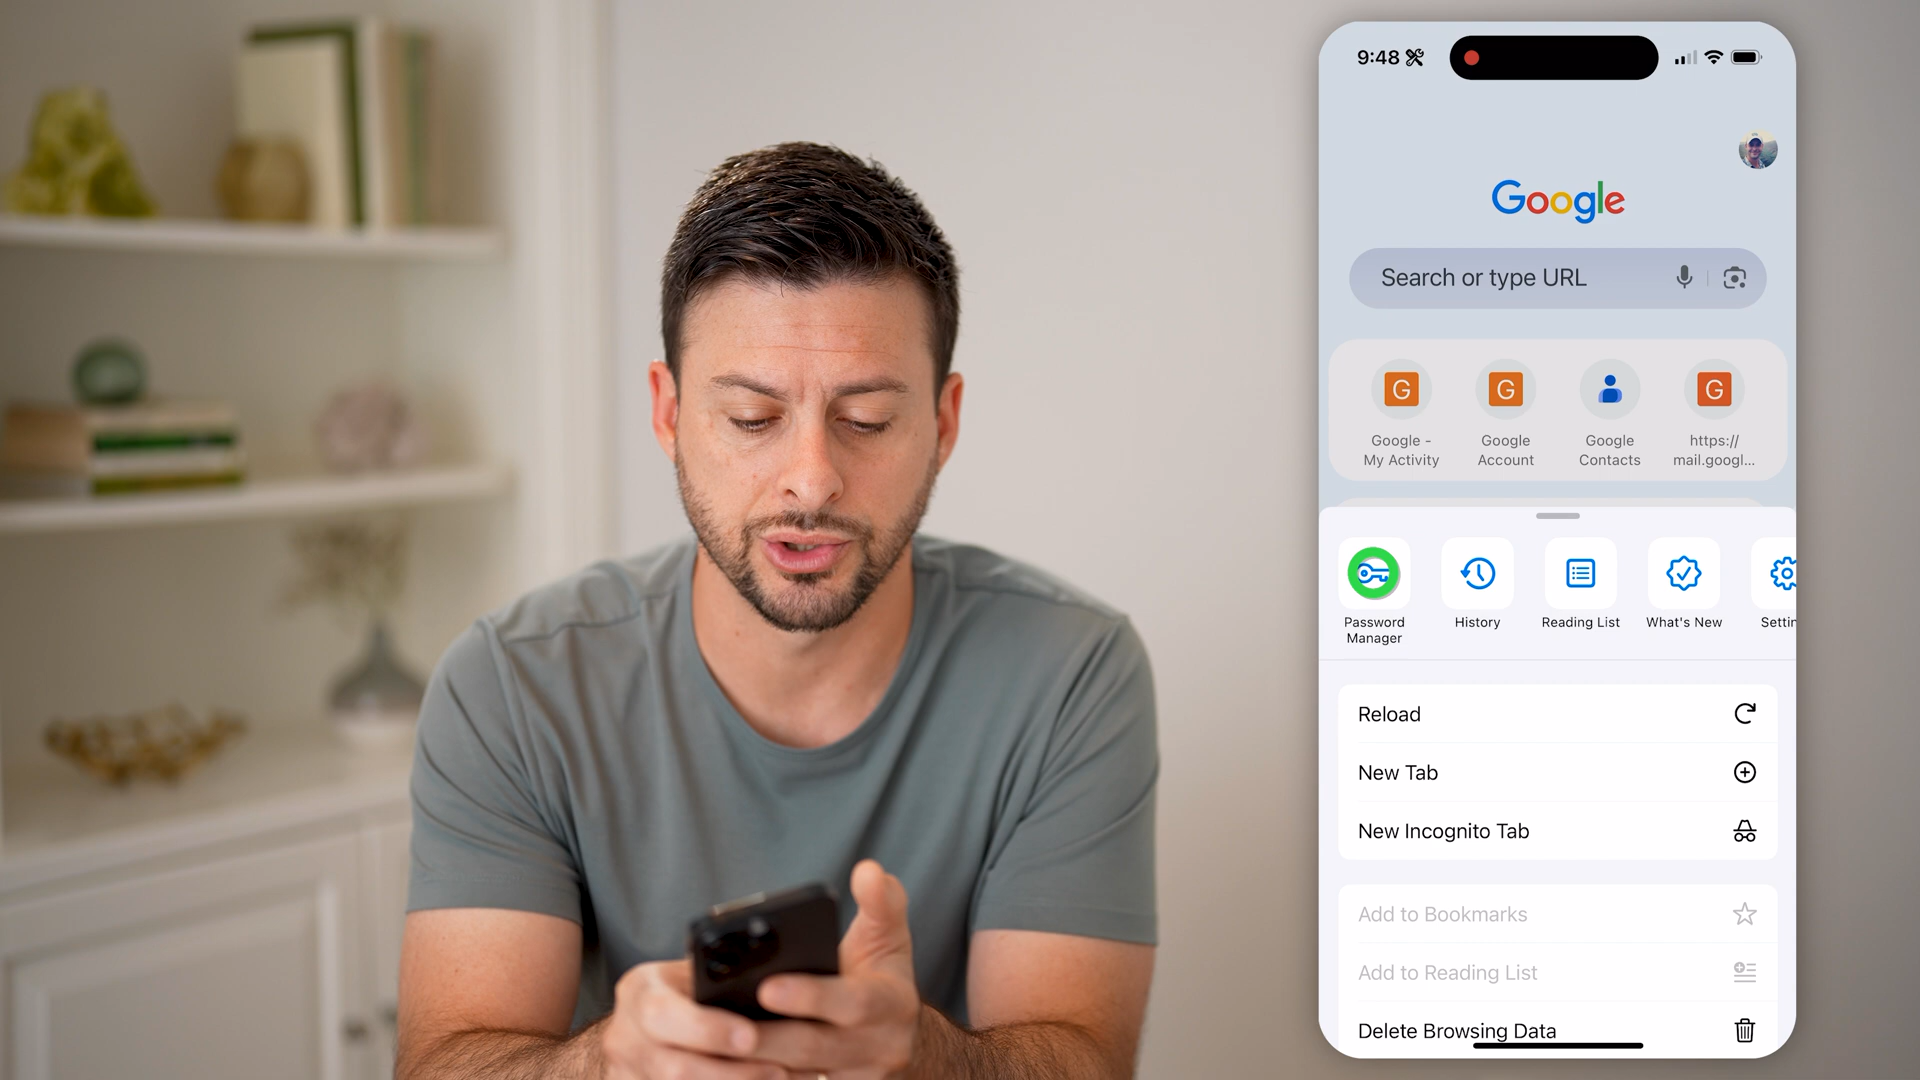 9:48
Google
Search or type URL
G
G
G
Google -
My Activity
Google
Account
Google
Contacts
https://
mail.googl...
Password
Manager
History
Reading List
What's New
Settin
Reload
New Tab
New Incognito Tab
Add to Bookmarks
Add to Reading List
Delete Browsing Data